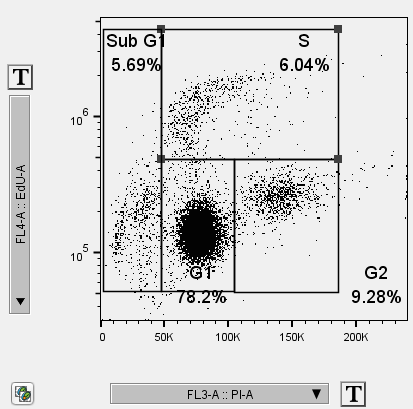 Sub G1 S
5.69% 6.04%
T
10^6
FL4-A :: EdU-A
10^5
G1 G2
78.2% 9.28%
0 50K 100K 150K 200K
FL3-A :: PI-A
T